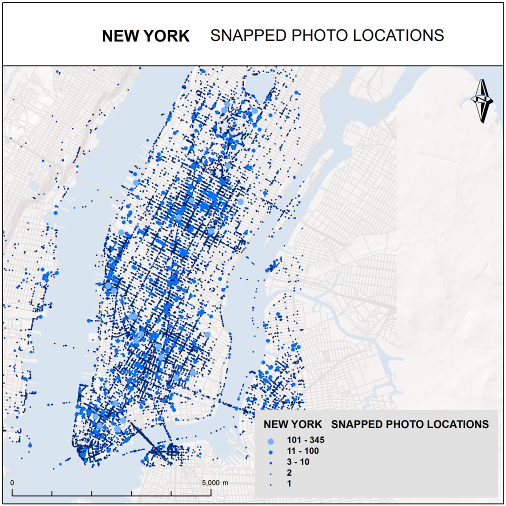 NEW YORK SNAPPED PHOTO LOCATIONS
NEW YORK SNAPPED PHOTO LOCATIONS
101 - 345
11 - 100
3 - 10
2
1
0 5,000 m